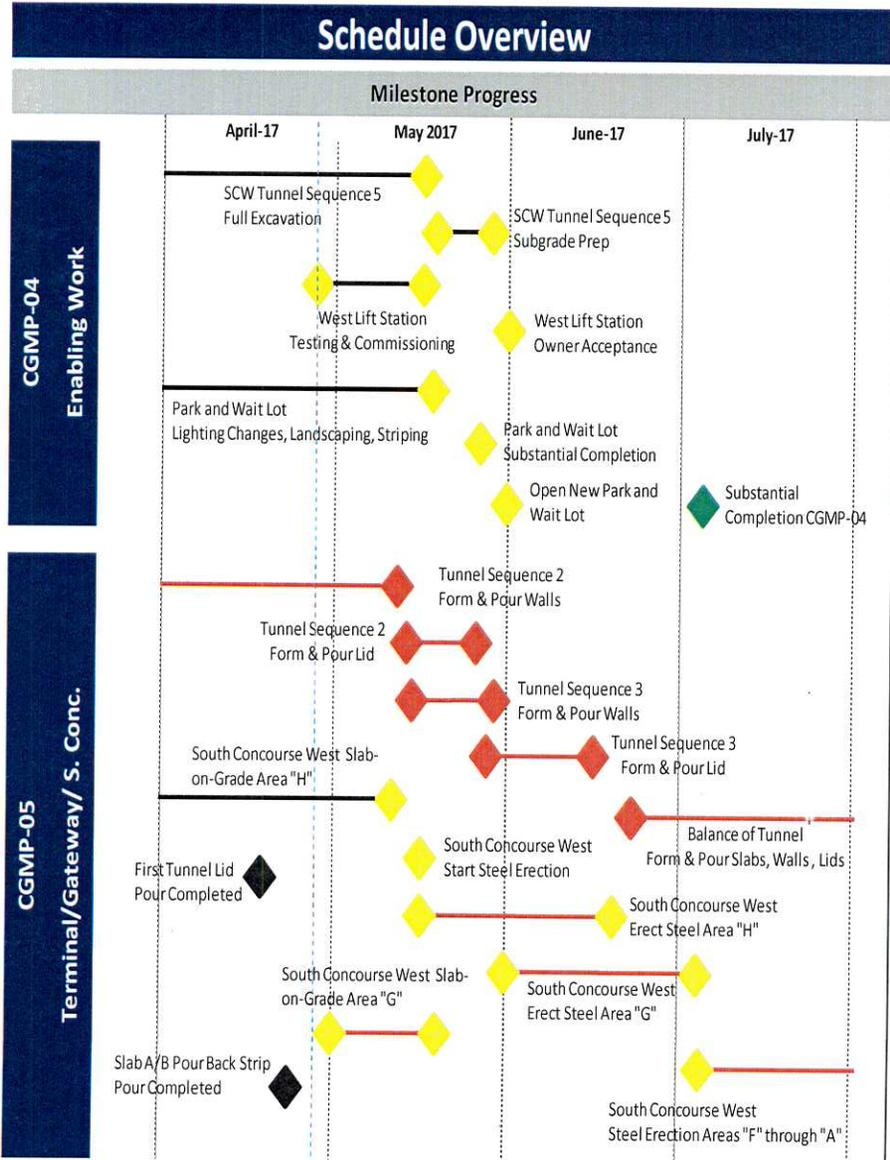 Schedule Overview
Milestone Progress
April-17
May 2017
June-17
July-17
CGMP-04
Enabling Work
SCW Tunnel Sequence 5
Full Excavation
SCW Tunnel Sequence 5
Subgrade Prep
West Lift Station
Testing & Commissioning
West Lift Station
Owner Acceptance
Park and Wait Lot
Lighting Changes, Landscaping, Striping
Park and Wait Lot
Substantial Completion
Open New Park and
Wait Lot
Substantial
Completion CGMP-04
CGMP-05
Terminal/Gateway/ S. Conc.
Tunnel Sequence 2
Form & Pour Walls
Tunnel Sequence 2
Form & Pour Lid
Tunnel Sequence 3
Form & Pour Walls
Tunnel Sequence 3
Form & Pour Lid
South Concourse West Slab-
on-Grade Area "H"
Balance of Tunnel
Form & Pour Slabs, Walls, Lids
South Concourse West
Start Steel Erection
First Tunnel Lid
Pour Completed
South Concourse West
Erect Steel Area "H"
South Concourse West Slab-
on-Grade Area "G"
South Concourse West
Erect Steel Area "G"
Slab A/B Pour Back Strip
Pour Completed
South Concourse West
Steel Erection Areas "F" through "A"